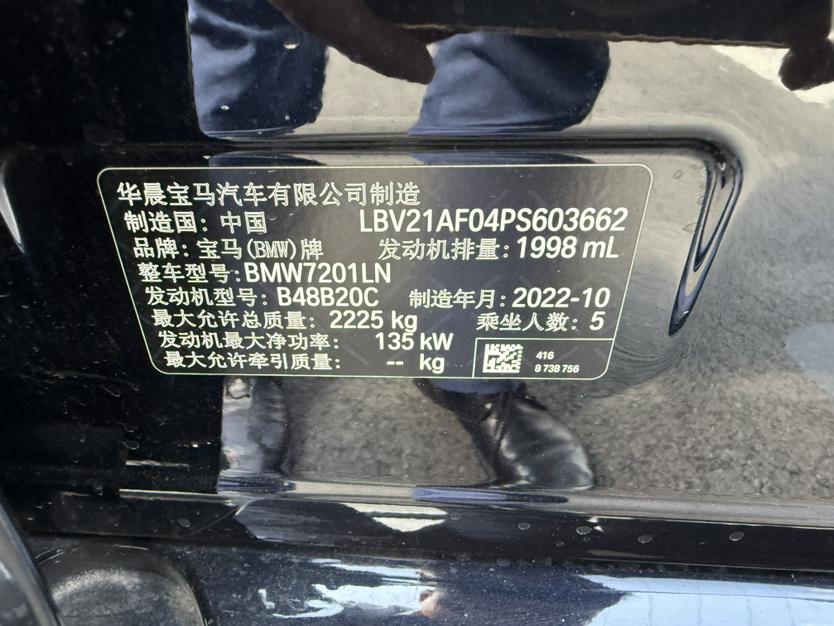 华晨宝马汽车有限公司制造
制造国: 中国 LBV21AF04PS603662
品牌: 宝马(BMW)牌 发动机排量: 1998 mL
整车型号: BMW7201LN
发动机型号: B48B20C 制造年月: 2022-10
最大允许总质量: 2225 kg 乘坐人数: 5
发动机最大净功率: 135 kW
最大允许牵引质量: -- kg
416
8 738 756